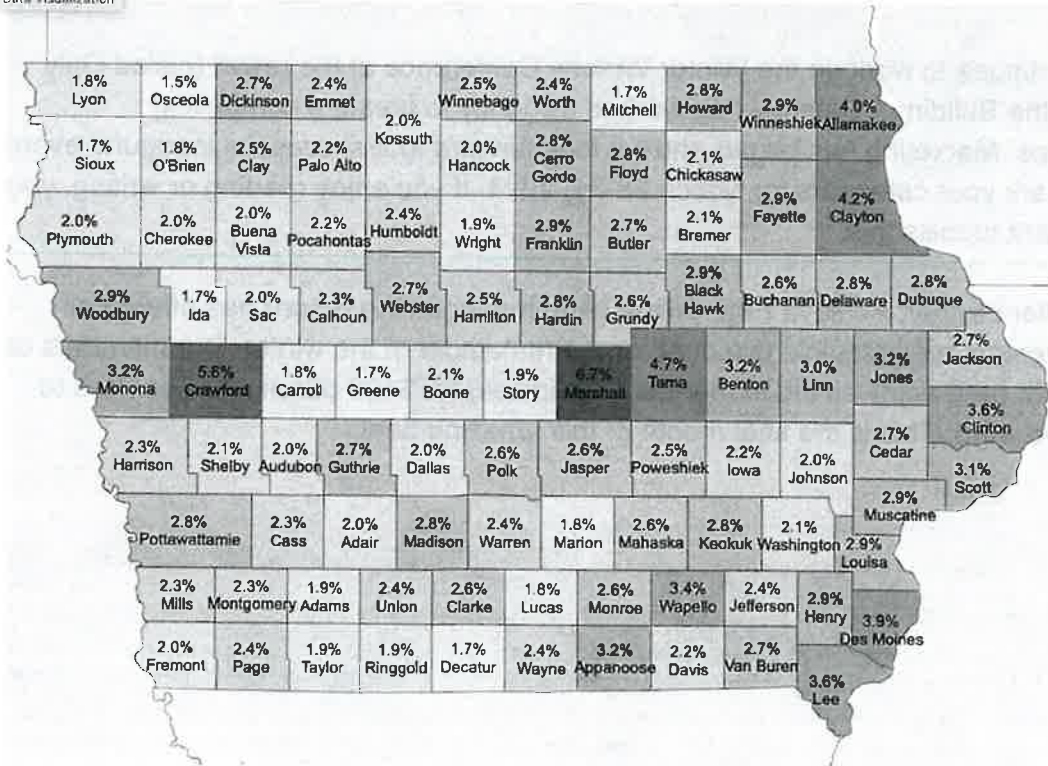 Data Visualization
1.8%
Lyon
1.5%
Osceola
2.7%
Dickinson
2.4%
Emmet
2.0%
Kossuth
2.5%
Winnebago
2.4%
Worth
1.7%
Mitchell
2.8%
Howard
2.9%
Winneshiek
4.0%
Allamakee
1.7%
Sioux
1.8%
O'Brien
2.5%
Clay
2.2%
Palo Alto
2.0%
Hancock
2.8%
Cerro
Gordo
2.8%
Floyd
2.1%
Chickasaw
2.0%
Plymouth
2.0%
Cherokee
2.0%
Buena
Vista
2.2%
Pocahontas
2.4%
Humboldt
1.9%
Wright
2.9%
Franklin
2.7%
Butler
2.1%
Bremer
2.9%
Fayette
4.2%
Clayton
2.9%
Woodbury
1.7%
Ida
2.0%
Sac
2.3%
Calhoun
2.7%
Webster
2.5%
Hamilton
2.8%
Hardin
2.6%
Grundy
2.9%
Black
Hawk
2.6%
Buchanan
2.8%
Delaware
2.8%
Dubuque
3.2%
Monona
5.6%
Crawford
1.8%
Carroll
1.7%
Greene
2.1%
Boone
1.9%
Story
6.7%
Marshall
4.7%
Tama
3.2%
Benton
3.0%
Linn
3.2%
Jones
2.7%
Jackson
3.6%
Clinton
2.3%
Harrison
2.1%
Shelby
2.0%
Audubon
2.7%
Guthrie
2.0%
Dallas
2.6%
Polk
2.6%
Jasper
2.5%
Poweshiek
2.2%
Iowa
2.0%
Johnson
2.7%
Cedar
3.1%
Scott
2.9%
Muscatine
2.8%
Pottawattamie
2.3%
Cass
2.0%
Adair
2.8%
Madison
2.4%
Warren
1.8%
Marion
2.6%
Mahaska
2.8%
Keokuk
2.1%
Washington
2.9%
Louisa
2.3%
Mills
2.3%
Montgomery
1.9%
Adams
2.4%
Union
2.6%
Clarke
1.8%
Lucas
2.6%
Monroe
3.4%
Wapello
2.4%
Jefferson
2.9%
Henry
3.9%
Des Moines
2.0%
Fremont
2.4%
Page
1.9%
Taylor
1.9%
Ringgold
1.7%
Decatur
2.4%
Wayne
3.2%
Appanoose
2.2%
Davis
2.7%
Van Buren
3.6%
Lee